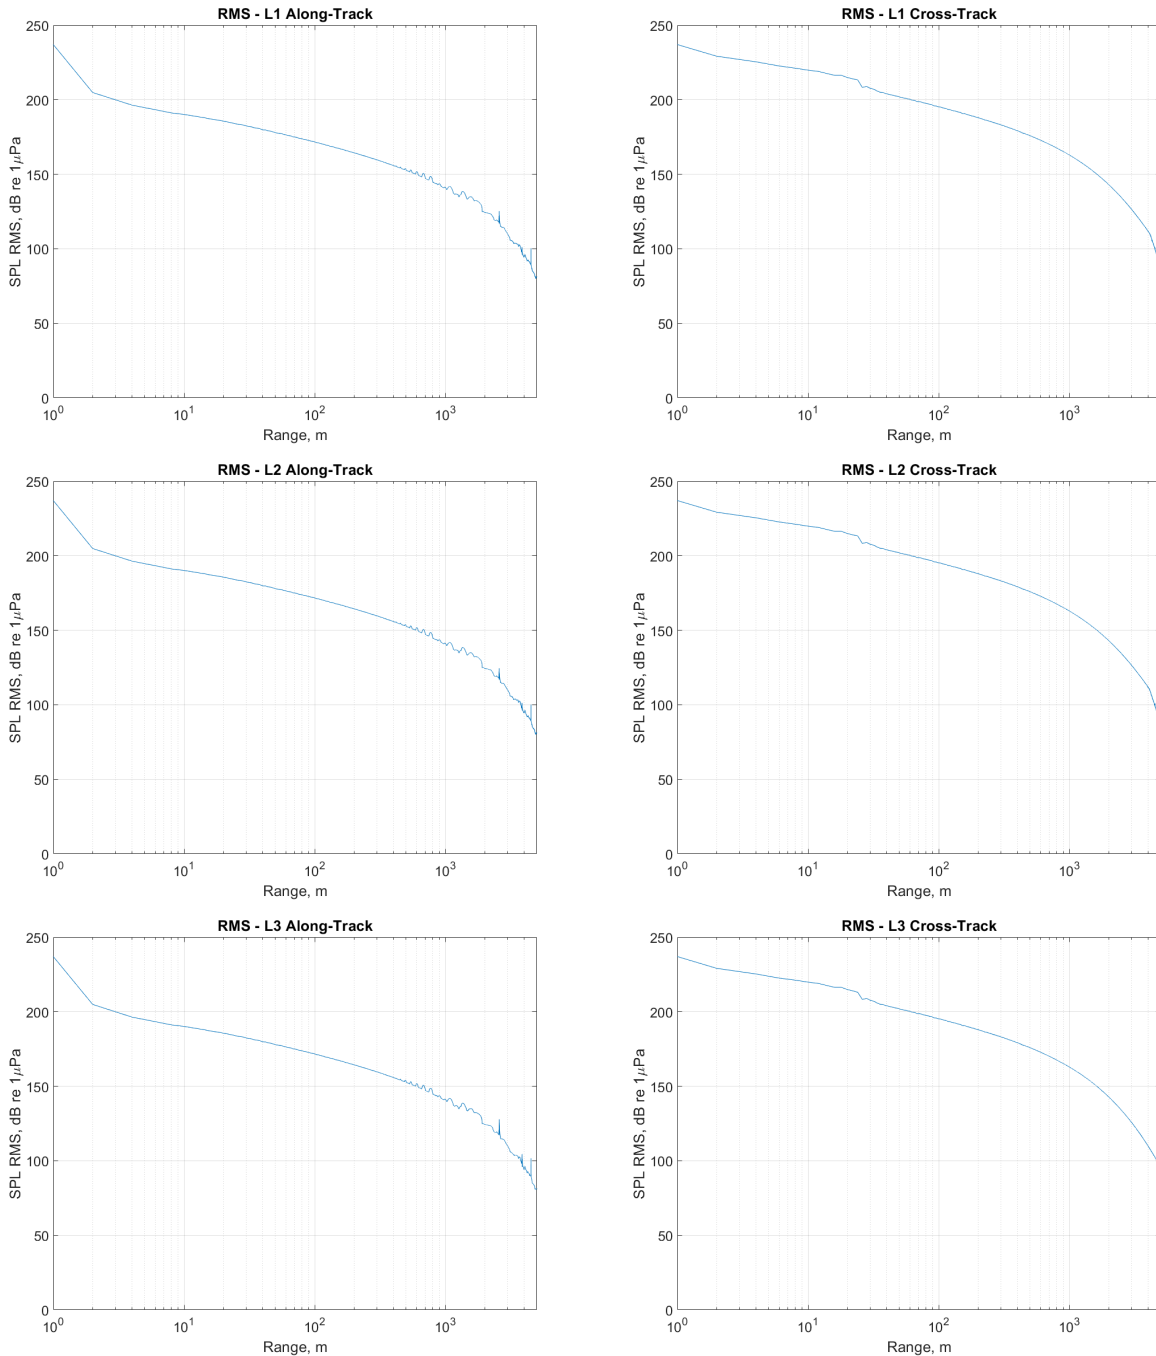 RMS - L1 Along-Track
250
200
150
100
50
0
SPL RMS, dB re 1μPa
10^0 10^1 10^2 10^3
Range, m
RMS - L1 Cross-Track
250
200
150
100
50
0
SPL RMS, dB re 1μPa
10^0 10^1 10^2 10^3
Range, m
RMS - L2 Along-Track
250
200
150
100
50
0
SPL RMS, dB re 1μPa
10^0 10^1 10^2 10^3
Range, m
RMS - L2 Cross-Track
250
200
150
100
50
0
SPL RMS, dB re 1μPa
10^0 10^1 10^2 10^3
Range, m
RMS - L3 Along-Track
250
200
150
100
50
0
SPL RMS, dB re 1μPa
10^0 10^1 10^2 10^3
Range, m
RMS - L3 Cross-Track
250
200
150
100
50
0
SPL RMS, dB re 1μPa
10^0 10^1 10^2 10^3
Range, m